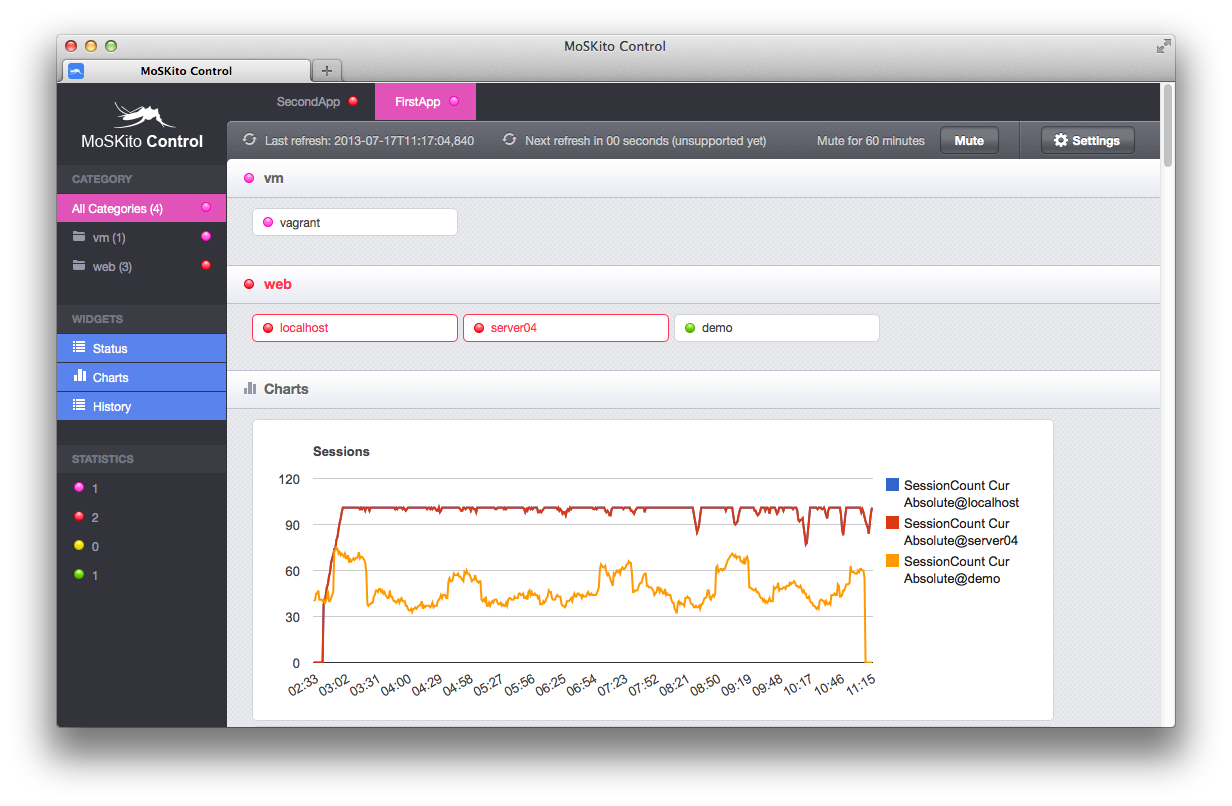 MoSKito Control
MoSKito Control
MoSKito Control
SecondApp
FirstApp
Last refresh: 2013-07-17T11:17:04,840
Next refresh in 00 seconds (unsupported yet)
Mute for 60 minutes
Mute
Settings
CATEGORY
All Categories (4)
vm (1)
web (3)
WIDGETS
Status
Charts
History
STATISTICS
1
2
0
1
vm
vagrant
web
localhost
server04
demo
Charts
Sessions
120
90
60
30
0
02:33
03:02
03:31
04:00
04:29
04:58
05:27
05:56
06:25
06:54
07:23
07:52
08:21
08:50
09:19
09:48
10:17
10:46
11:15
SessionCount Cur
Absolute@localhost
SessionCount Cur
Absolute@server04
SessionCount Cur
Absolute@demo